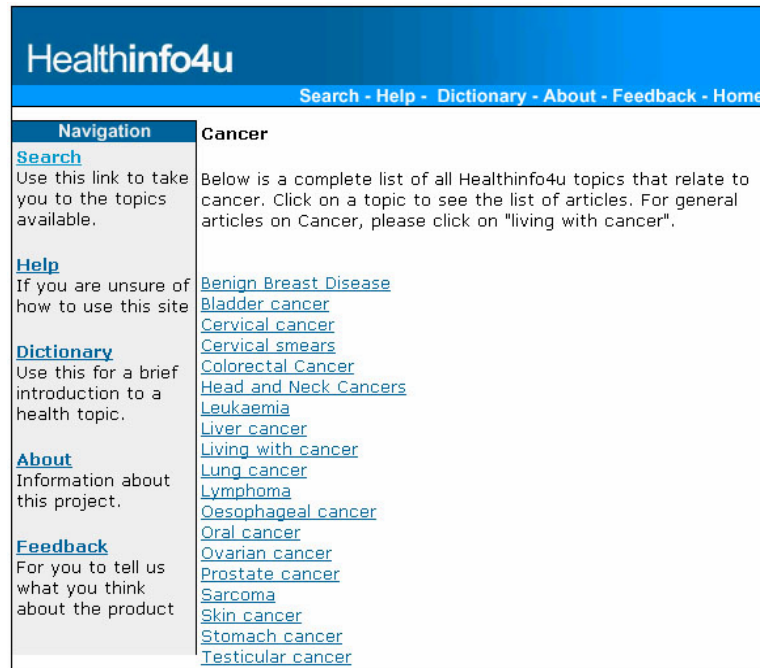 Healthinfo4u
Search - Help - Dictionary - About - Feedback - Home
Navigation
Search
Use this link to take
you to the topics
available.
Help
If you are unsure of
how to use this site
Dictionary
Use this for a brief
introduction to a
health topic.
About
Information about
this project.
Feedback
For you to tell us
what you think
about the product
Cancer
Below is a complete list of all Healthinfo4u topics that relate to
cancer. Click on a topic to see the list of articles. For general
articles on Cancer, please click on "living with cancer".
Benign Breast Disease
Bladder cancer
Cervical cancer
Cervical smears
Colorectal Cancer
Head and Neck Cancers
Leukaemia
Liver cancer
Living with cancer
Lung cancer
Lymphoma
Oesophageal cancer
Oral cancer
Ovarian cancer
Prostate cancer
Sarcoma
Skin cancer
Stomach cancer
Testicular cancer